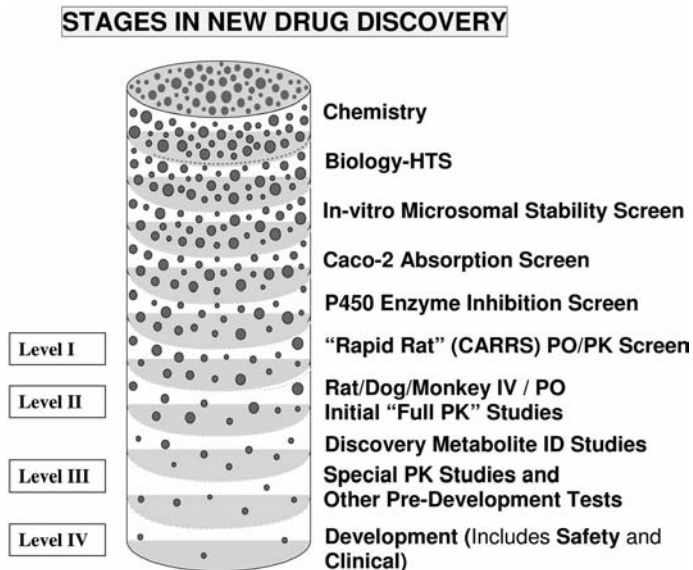 STAGES IN NEW DRUG DISCOVERY
Chemistry
Biology-HTS
In-vitro Microsomal Stability Screen
Caco-2 Absorption Screen
P450 Enzyme Inhibition Screen
Level I
“Rapid Rat” (CARRS) PO/PK Screen
Level II
Rat/Dog/Monkey IV / PO
Initial “Full PK” Studies
Discovery Metabolite ID Studies
Level III
Special PK Studies and
Other Pre-Development Tests
Level IV
Development (Includes Safety and
Clinical)